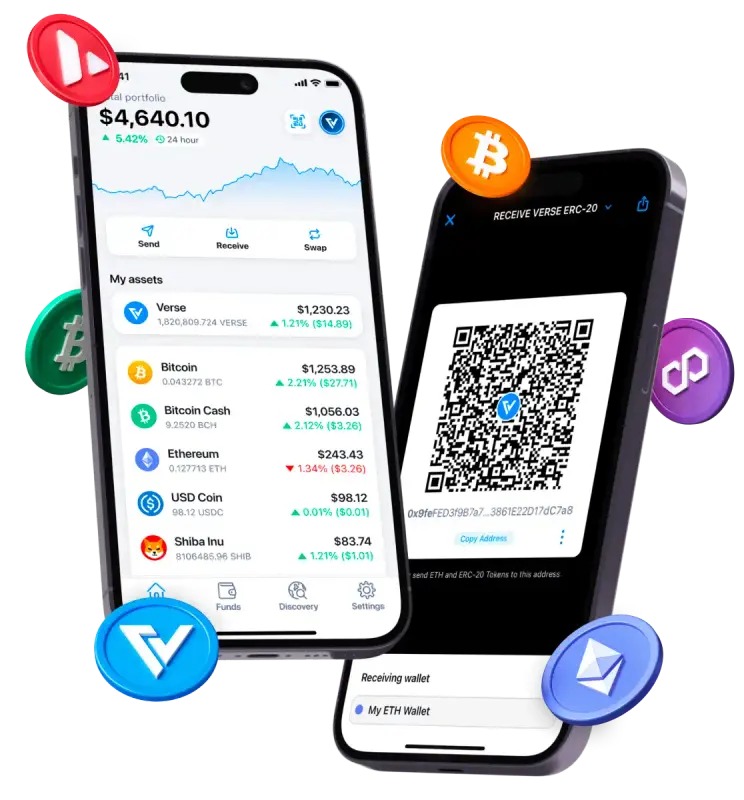 41
tal portfolio
$4,640.10
5.42% 24 hour
Send
Receive
Swap
My assets
Verse
$1,230.23
1,820,809.724 VERSE
1.21% ($14.89)
Bitcoin
$1,253.89
0.043272 BTC
2.21% ($27.71)
Bitcoin Cash
$1,056.03
9.2520 BCH
2.12% ($3.26)
Ethereum
$243.43
0.127713 ETH
1.34% ($3.26)
USD Coin
$98.12
98.12 USDC
0.01% ($0.01)
Shiba Inu
$83.74
8106485.96 SHIB
1.21% ($1.01)
Funds
Discovery
Settings
RECEIVE VERSE ERC-20
0x9feFED3f9B7a7...3861E22D17dC7a8
Copy Address
send ETH and ERC-20 Tokens to this address
Receiving wallet
My ETH Wallet